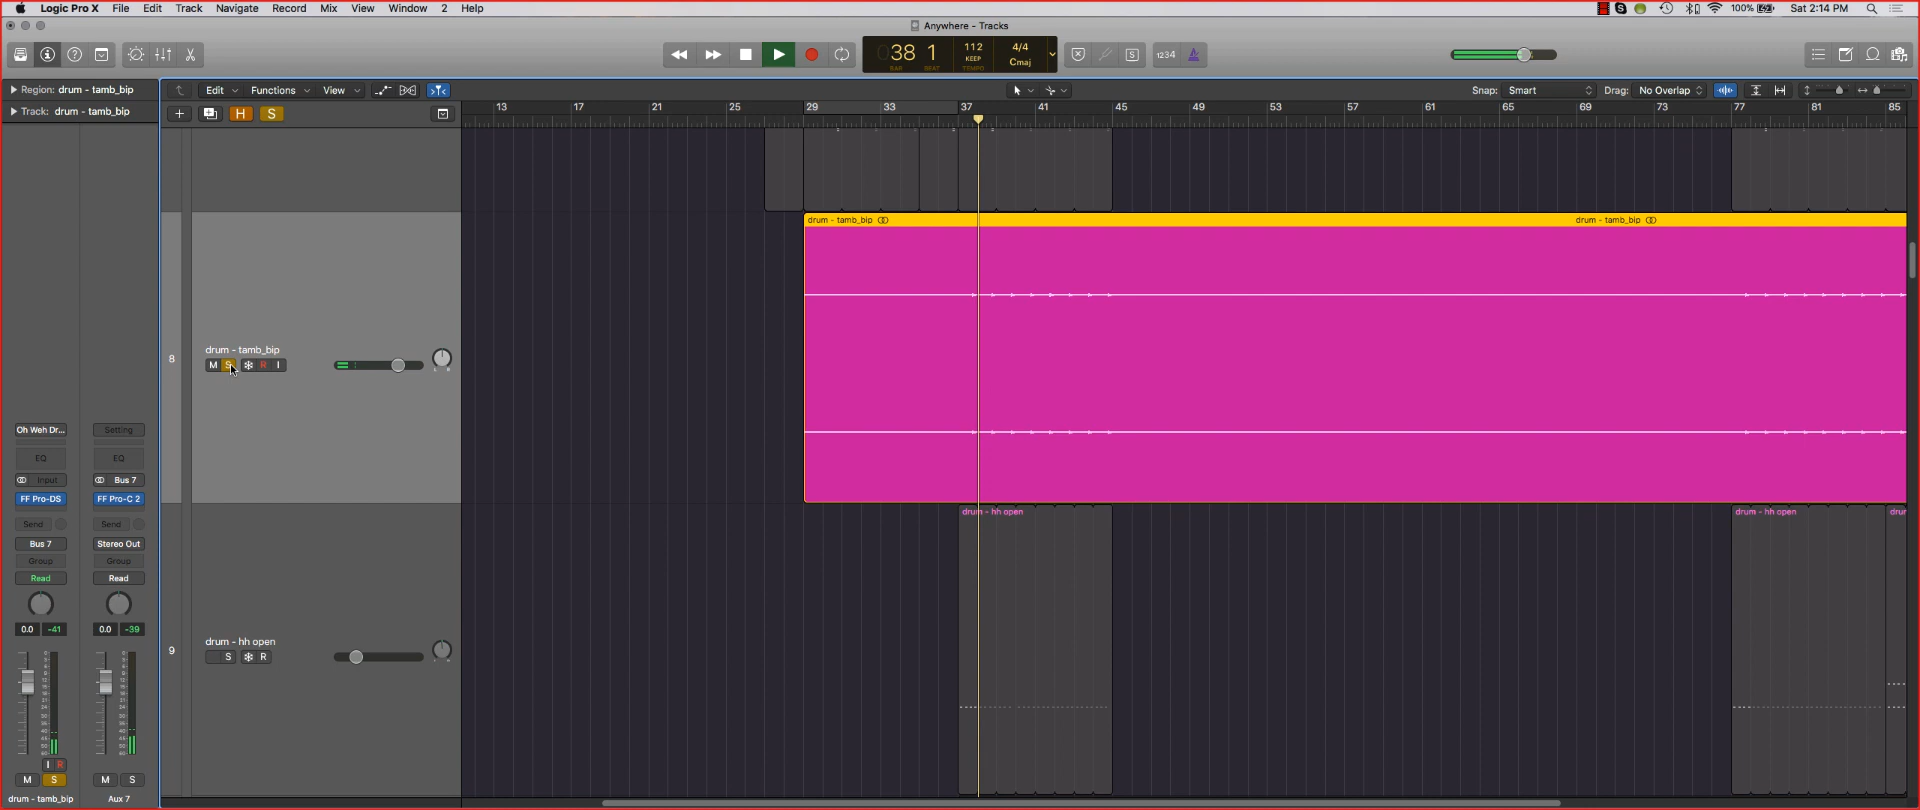 Logic Pro X File Edit Track Navigate Record Mix View Window 2 Help 100% Sat 2:14 PM
Anywhere - Tracks
38 1 112 KEEP 4/4 Cmaj
BAR BEAT TEMPO
1234
Region: drum - tamb_bip
Edit Functions View Snap: Smart Drag: No Overlap
Track: drum - tamb_bip
H S
13 17 21 25 29 33 37 41 45 49 53 57 61 65 69 73 77 81 85
drum - tamb_bip drum - tamb_bip
8
drum - tamb_bip
M S R I
L R
Oh Weh Dr... Setting
EQ EQ
Input Bus 7
FF Pro-DS FF Pro-C 2
drum - hh open drum - hh open drur
Send Send
Bus 7 Stereo Out
Group Group
Read Read
0.0 -41 0.0 -39
9
drum - hh open
S R
I R
M S M S
drum - tamb_bip Aux 7